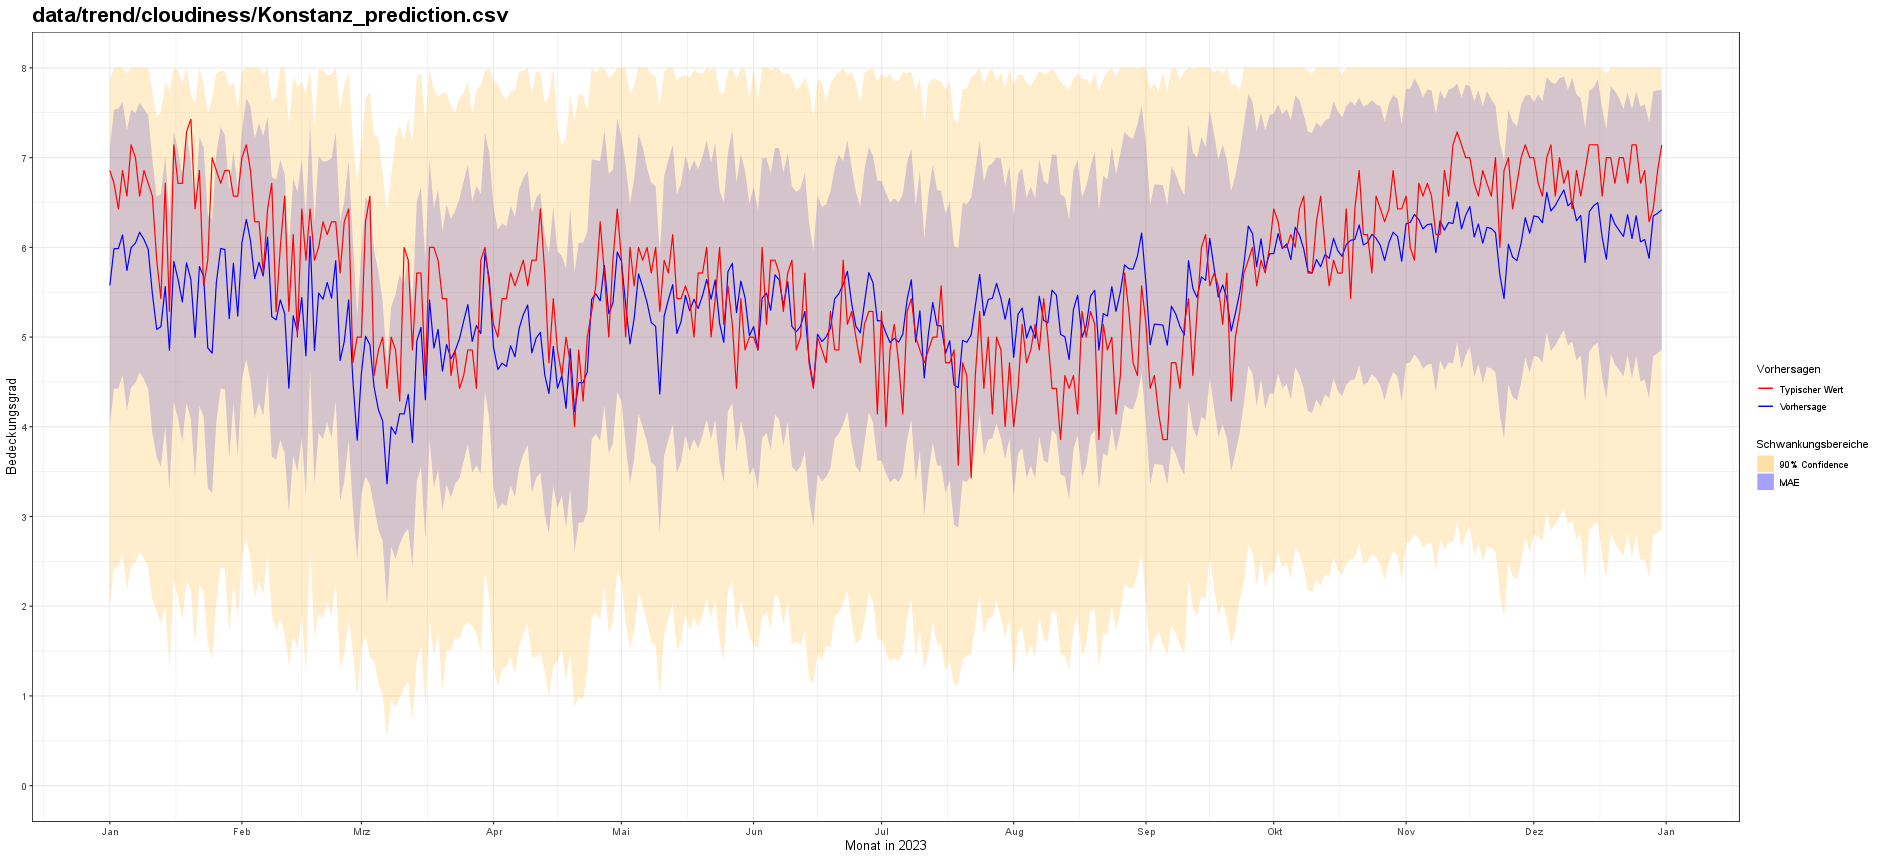 data/trend/cloudiness/Konstanz_prediction.csv
Bedeckungsgrad
8
7
6
5
4
3
2
1
0
Jan Feb Mrz Apr Mai Jun Jul Aug Sep Okt Nov Dez Jan
Monat in 2023
Vorhersagen
Typischer Wert
Vorhersage
Schwankungsbereiche
90% Confidence
MAE